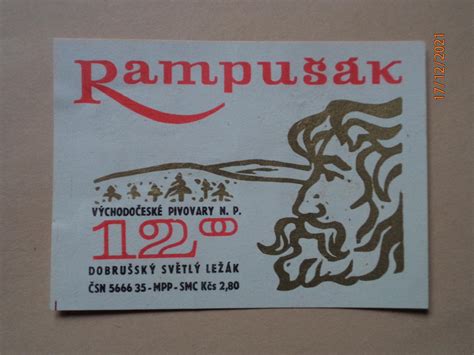 Rampušák
17/12/2021
VÝCHODOČESKÉ PIVOVARY N. P.
12°°
DOBRUŠSKÝ SVĚTLÝ LEŽÁK
ČSN 5666 35 - MPP - SMC Kčs 2,80